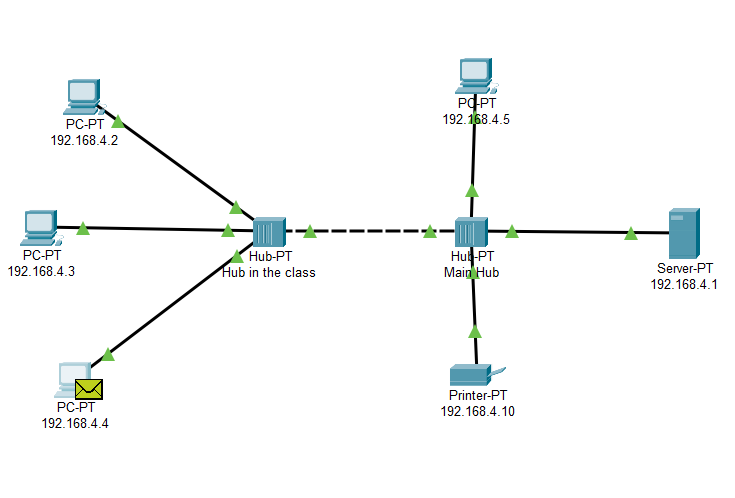 PC-PT
192.168.4.5
PC-PT
192.168.4.2
PC-PT
192.168.4.3
Hub-PT
Hub in the class
Hub-PT
Main Hub
Server-PT
192.168.4.1
PC-PT
192.168.4.4
Printer-PT
192.168.4.10